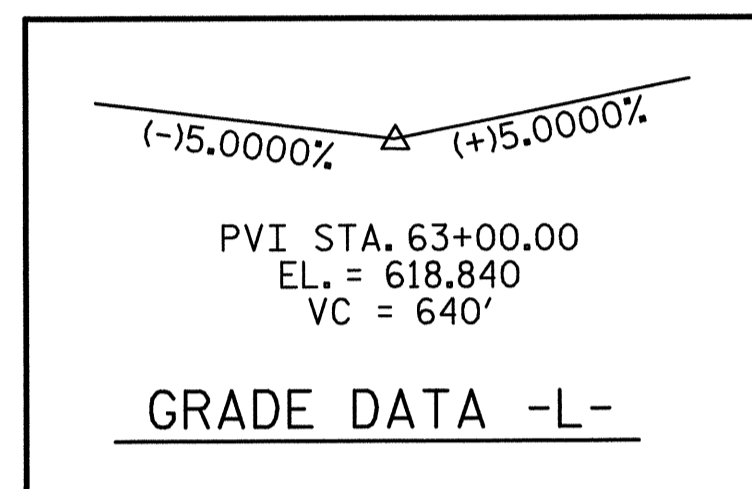 (-)5.0000% (+)5.0000%
PVI STA. 63+00.00
EL. = 618.840
VC = 640'
GRADE DATA -L-